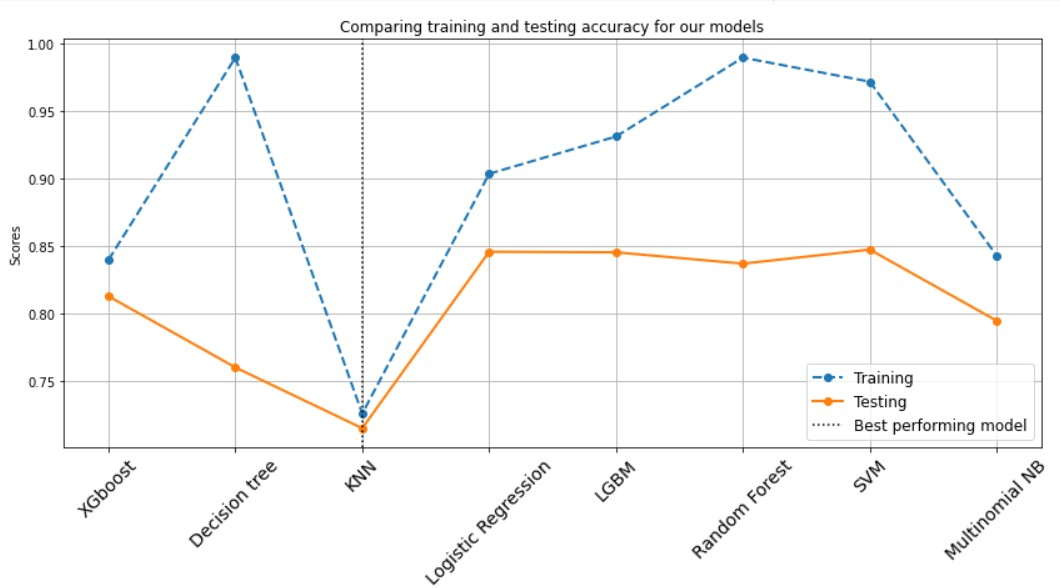 Comparing training and testing accuracy for our models
1.00
0.95
0.90
0.85
0.80
0.75
Scores
Training
Testing
Best performing model
XGboost
Decision tree
KNN
Logistic Regression
LGBM
Random Forest
SVM
Multinomial NB